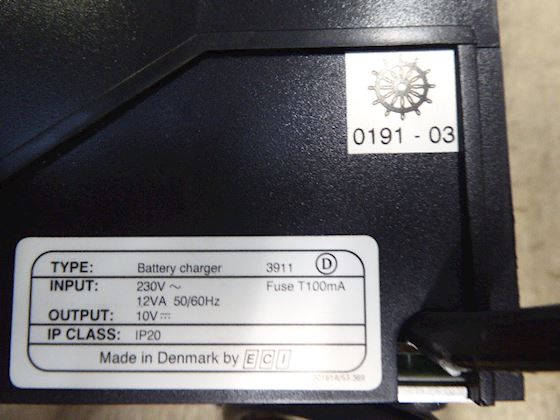 0191 - 03
TYPE: Battery charger 3911 D
INPUT: 230V ~ Fuse T100mA
12VA 50/60Hz
OUTPUT: 10V ⎓
IP CLASS: IP20
Made in Denmark by ECI